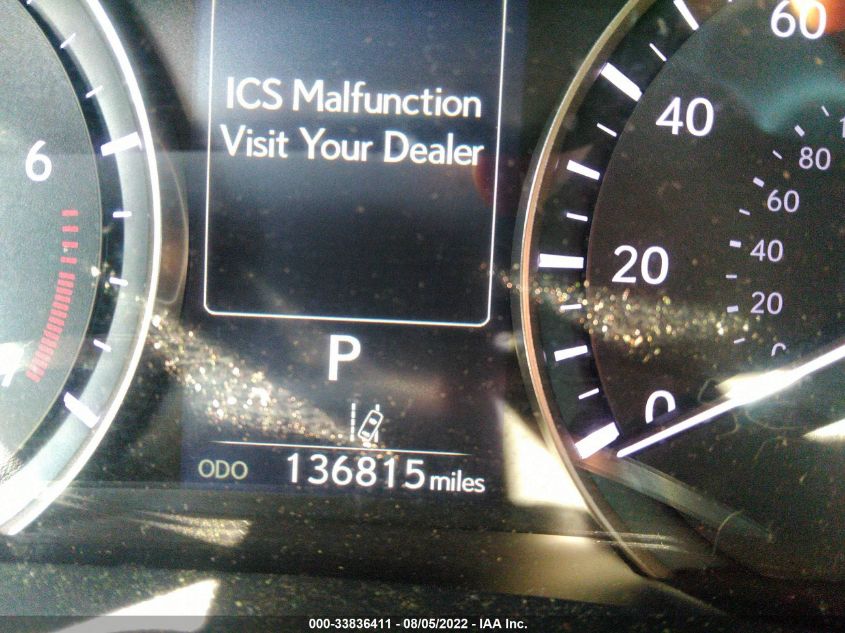 ICS Malfunction
Visit Your Dealer
6
60
40
80
60
20
40
20
0
P
ODO 136815 miles
000-33836411 - 08/05/2022 - IAA Inc.